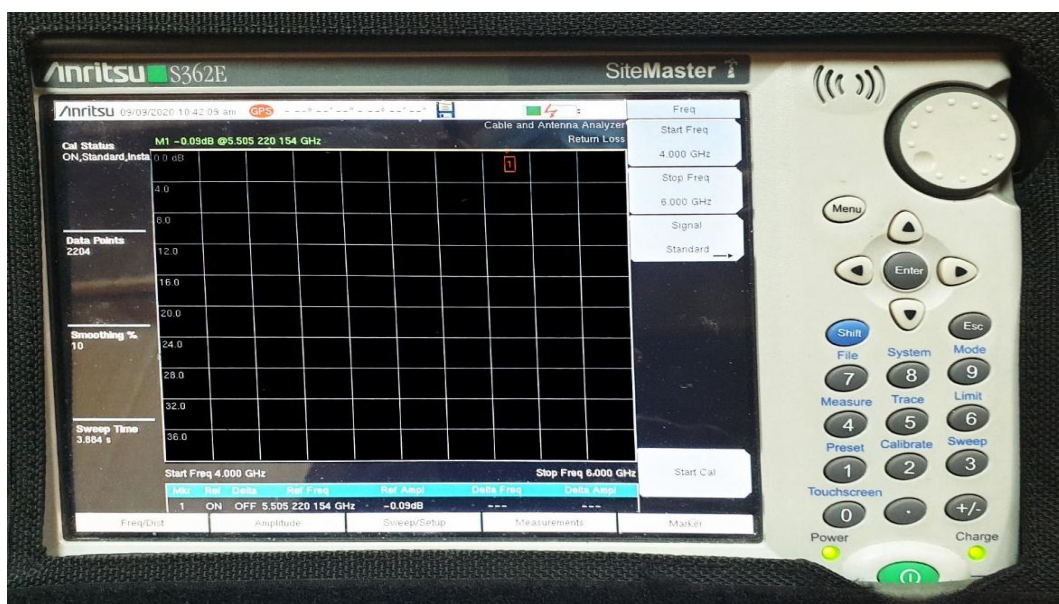 Anritsu S362E
SiteMaster
Anritsu 09/09/2020 10:42:09 am GPS
Freq
Cable and Antenna Analyzer
Return Loss
M1 -0.09dB @5.505 220 154 GHz
Cal Status
ON,Standard,Insta
Data Points
2204
Smoothing %
10
Sweep Time
3.884 s
0.0 dB
1
4.0
8.0
12.0
16.0
20.0
24.0
28.0
32.0
36.0
Start Freq 4.000 GHz
Stop Freq 6.000 GHz
Mkr Ref Delta Ref Freq Ref Ampl Delta Freq Delta Ampl
1 ON OFF 5.505 220 154 GHz -0.09dB --- ---
Freq/Dist Amplitude Sweep/Setup Measurements Marker
Start Freq
4.000 GHz
Stop Freq
6.000 GHz
Signal
Standard
Start Cal
Menu
Enter
Shift
Esc
File System Mode
7 8 9
Measure Trace Limit
4 5 6
Preset Calibrate Sweep
1 2 3
Touchscreen
0 . +/-
Power
Charge